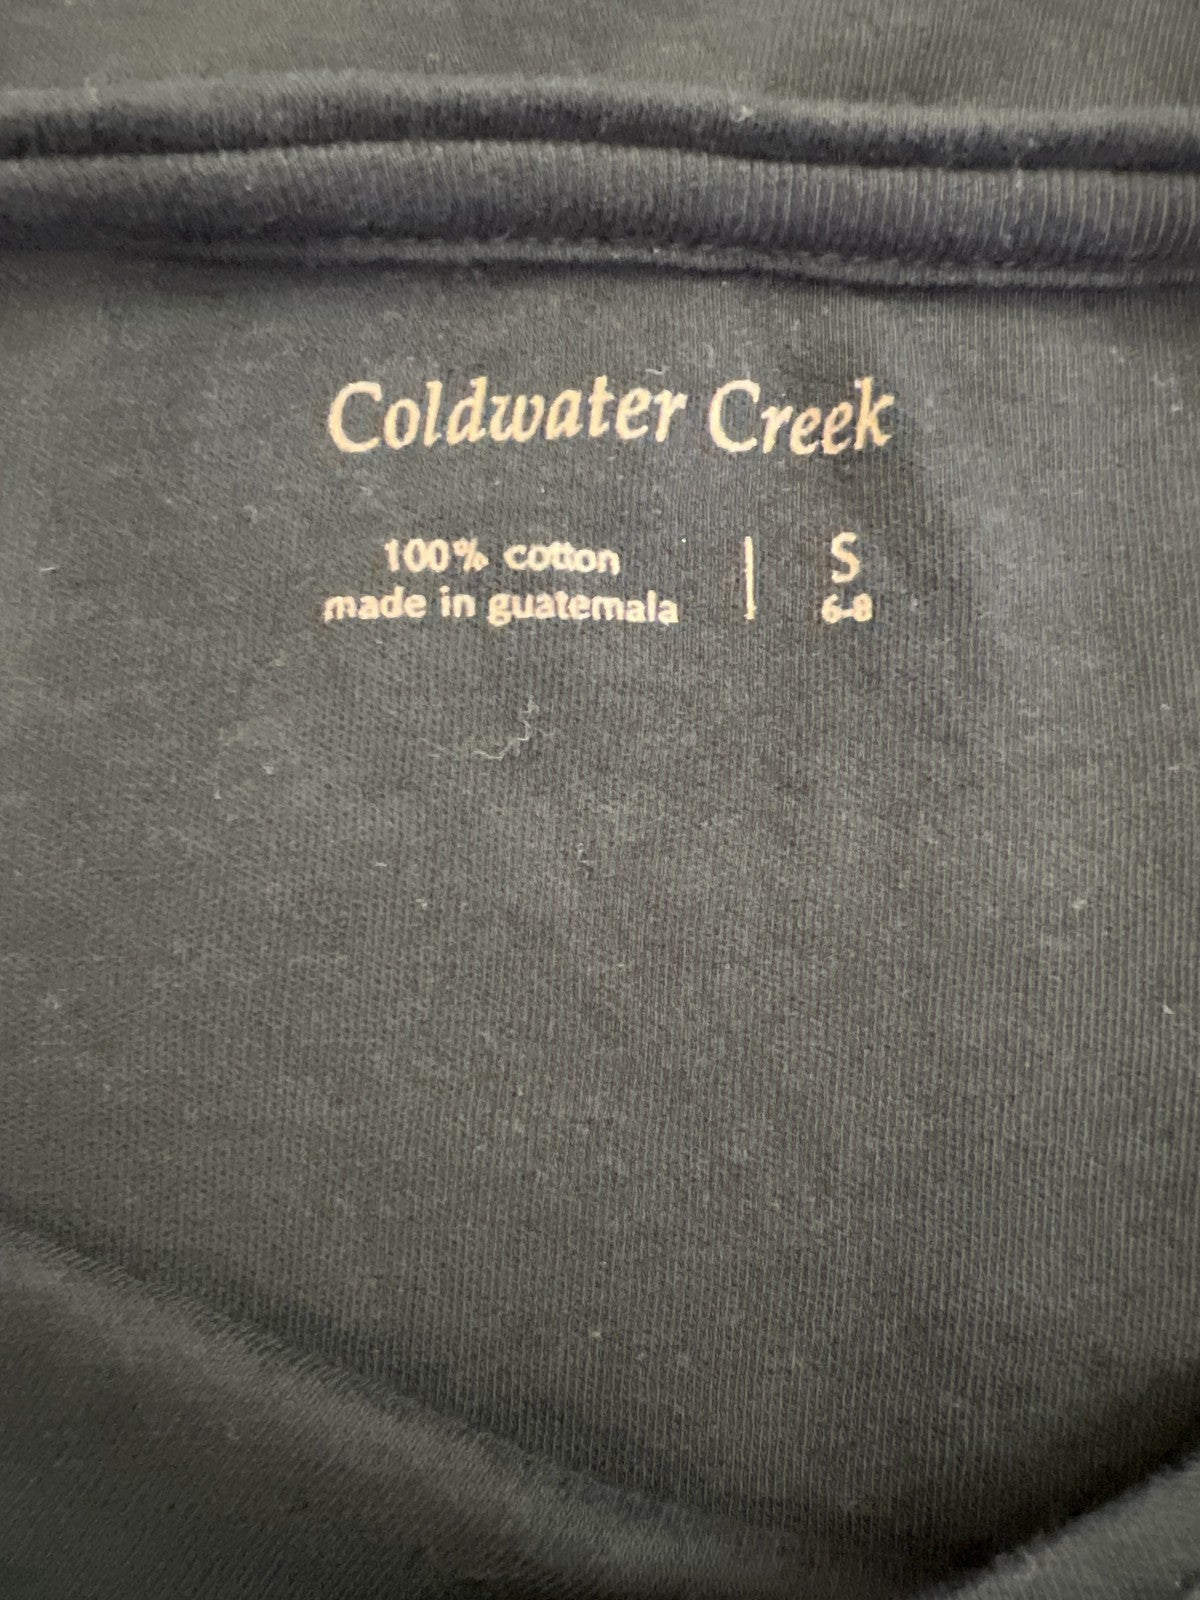 Coldwater Creek
100% cotton | S
made in guatemala | 6-8